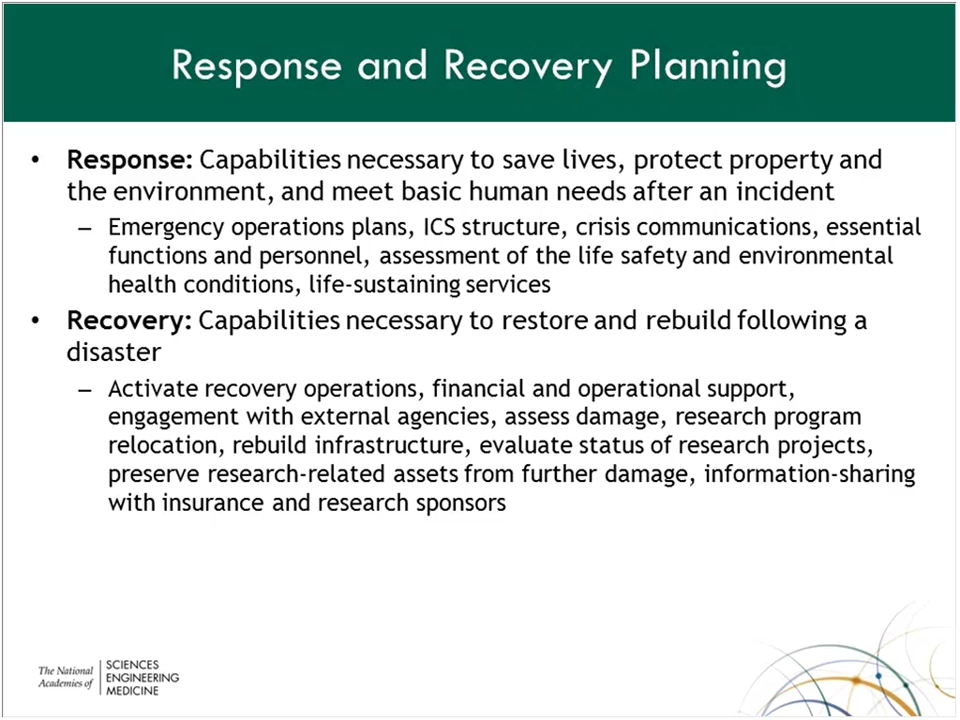 Response and Recovery Planning
• Response: Capabilities necessary to save lives, protect property and
the environment, and meet basic human needs after an incident
– Emergency operations plans, ICS structure, crisis communications, essential
functions and personnel, assessment of the life safety and environmental
health conditions, life-sustaining services
• Recovery: Capabilities necessary to restore and rebuild following a
disaster
– Activate recovery operations, financial and operational support,
engagement with external agencies, assess damage, research program
relocation, rebuild infrastructure, evaluate status of research projects,
preserve research-related assets from further damage, information-sharing
with insurance and research sponsors
The National
Academies of
SCIENCES
ENGINEERING
MEDICINE